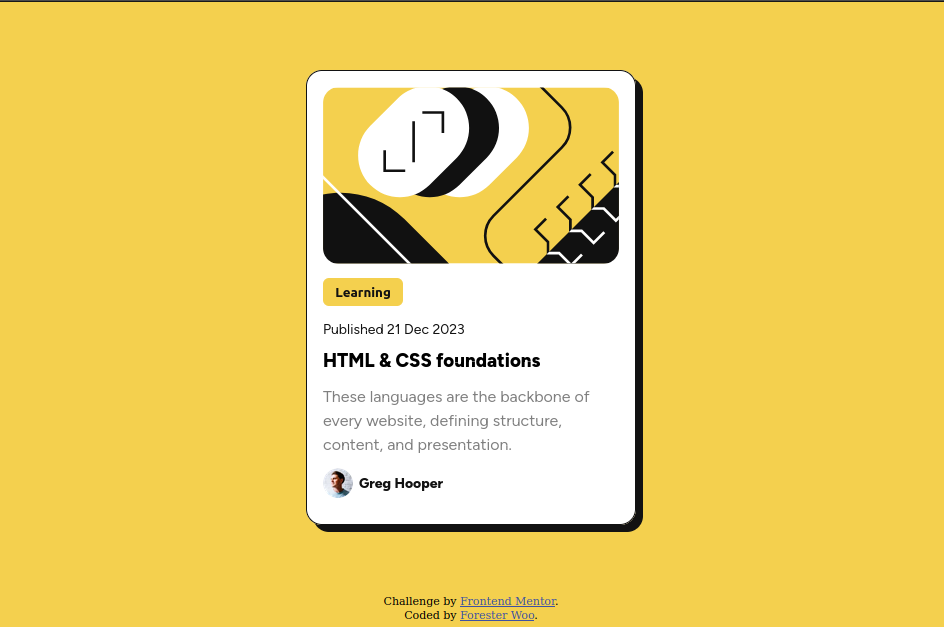 Learning
Published 21 Dec 2023
HTML & CSS foundations
These languages are the backbone of
every website, defining structure,
content, and presentation.
Greg Hooper
Challenge by Frontend Mentor.
Coded by Forester Woo.